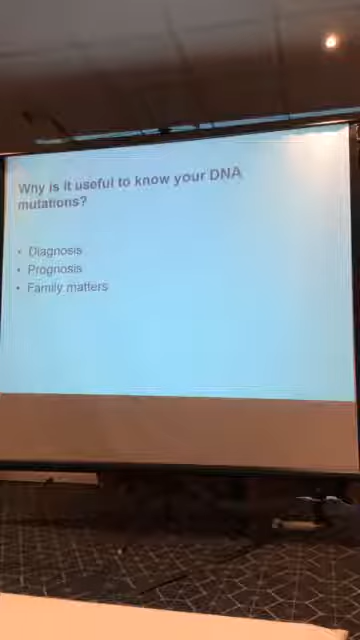 Why is it useful to know your DNA
mutations?
• Diagnosis
• Prognosis
• Family matters